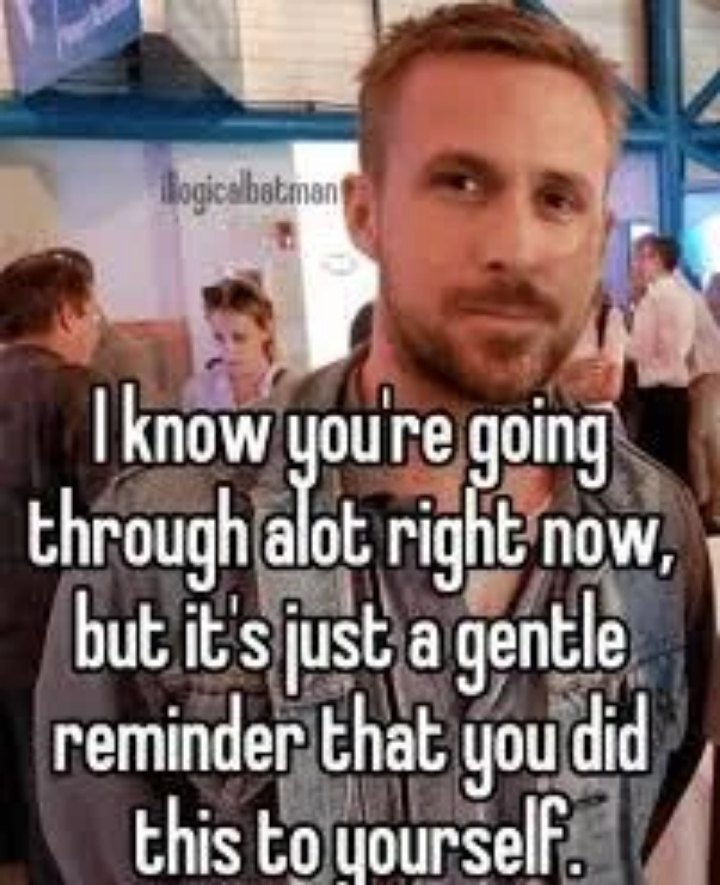 illogicalbatman
I know you're going
through alot right now,
but it's just a gentle
reminder that you did
this to yourself.